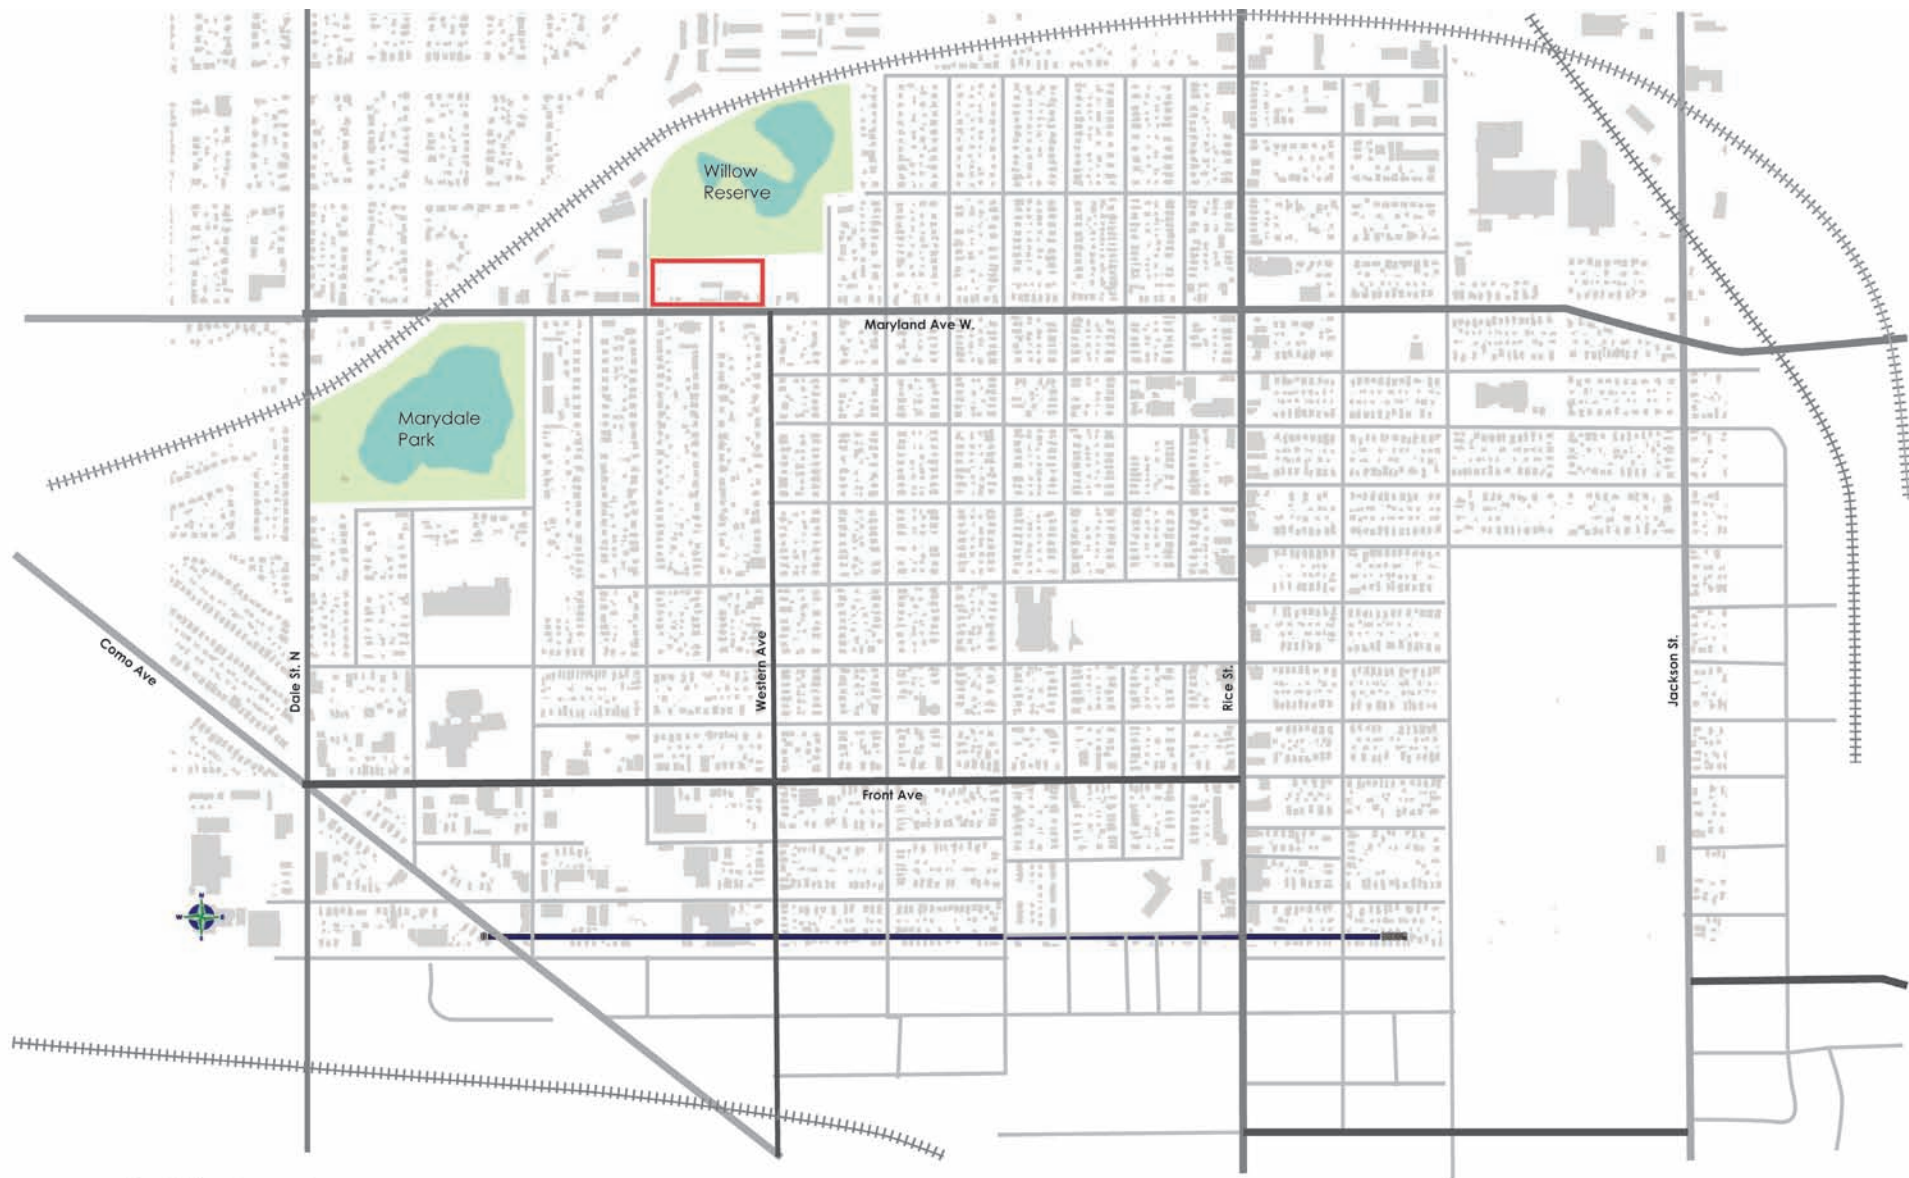 Willow
Reserve
Maryland Ave W.
Marydale
Park
Como Ave
Dale St. N
Western Ave
Rice St.
Jackson St.
Front Ave